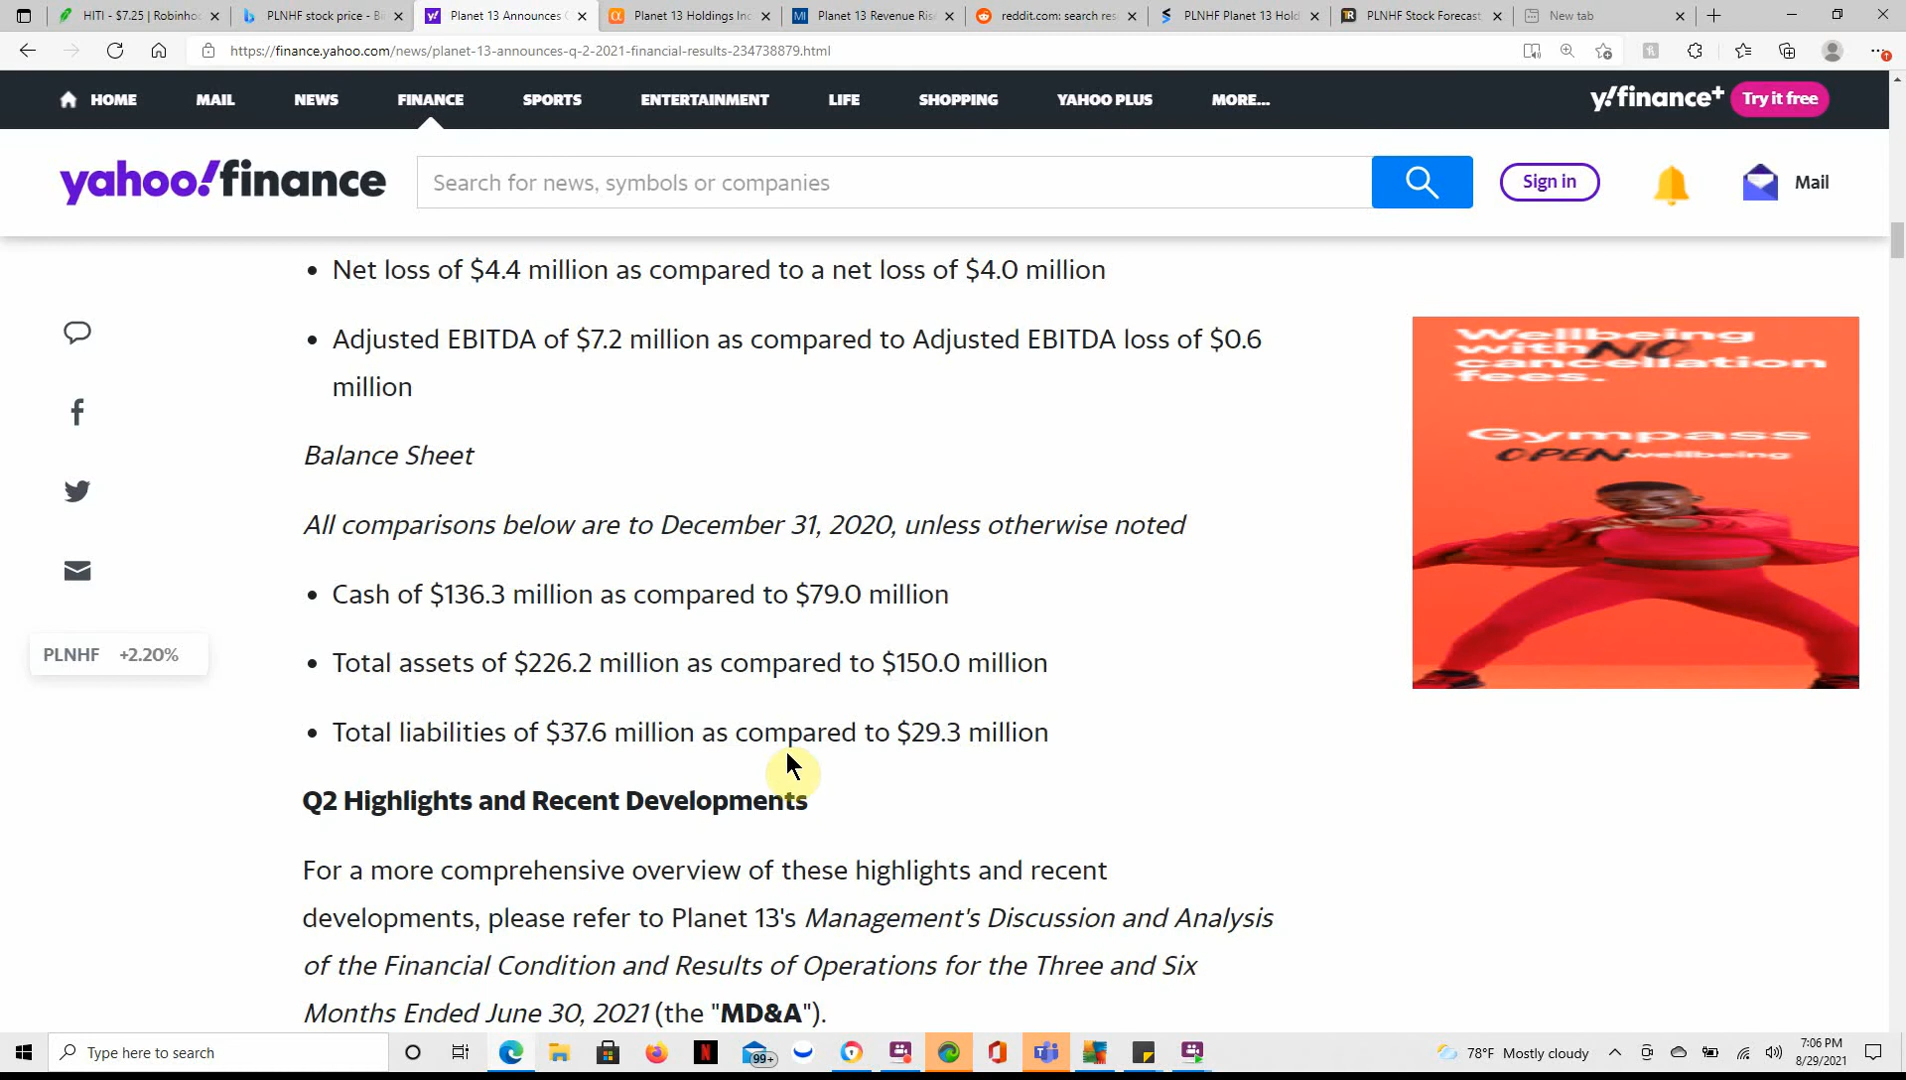 HITI - $7.25 | Robinhoo
PLNHF stock price - Bi
Planet 13 Announces
Planet 13 Holdings Inc
Planet 13 Revenue Ris
reddit.com: search res
PLNHF Planet 13 Hold
PLNHF Stock Forecast
New tab
https://finance.yahoo.com/news/planet-13-announces-q-2-2021-financial-results-234738879.html
HOME MAIL NEWS FINANCE SPORTS ENTERTAINMENT LIFE SHOPPING YAHOO PLUS MORE...
y!finance+ Try it free
yahoo!finance
Search for news, symbols or companies
Sign in
Mail
• Net loss of $4.4 million as compared to a net loss of $4.0 million
• Adjusted EBITDA of $7.2 million as compared to Adjusted EBITDA loss of $0.6
million
Balance Sheet
All comparisons below are to December 31, 2020, unless otherwise noted
• Cash of $136.3 million as compared to $79.0 million
PLNHF +2.20%
• Total assets of $226.2 million as compared to $150.0 million
• Total liabilities of $37.6 million as compared to $29.3 million
Q2 Highlights and Recent Developments
For a more comprehensive overview of these highlights and recent
developments, please refer to Planet 13's Management's Discussion and Analysis
of the Financial Condition and Results of Operations for the Three and Six
Months Ended June 30, 2021 (the "MD&A").
Wellbeing
with NO
cancellation
fees.
Gympass
OPEN wellbeing
Type here to search
99+
78°F Mostly cloudy
7:06 PM
8/29/2021